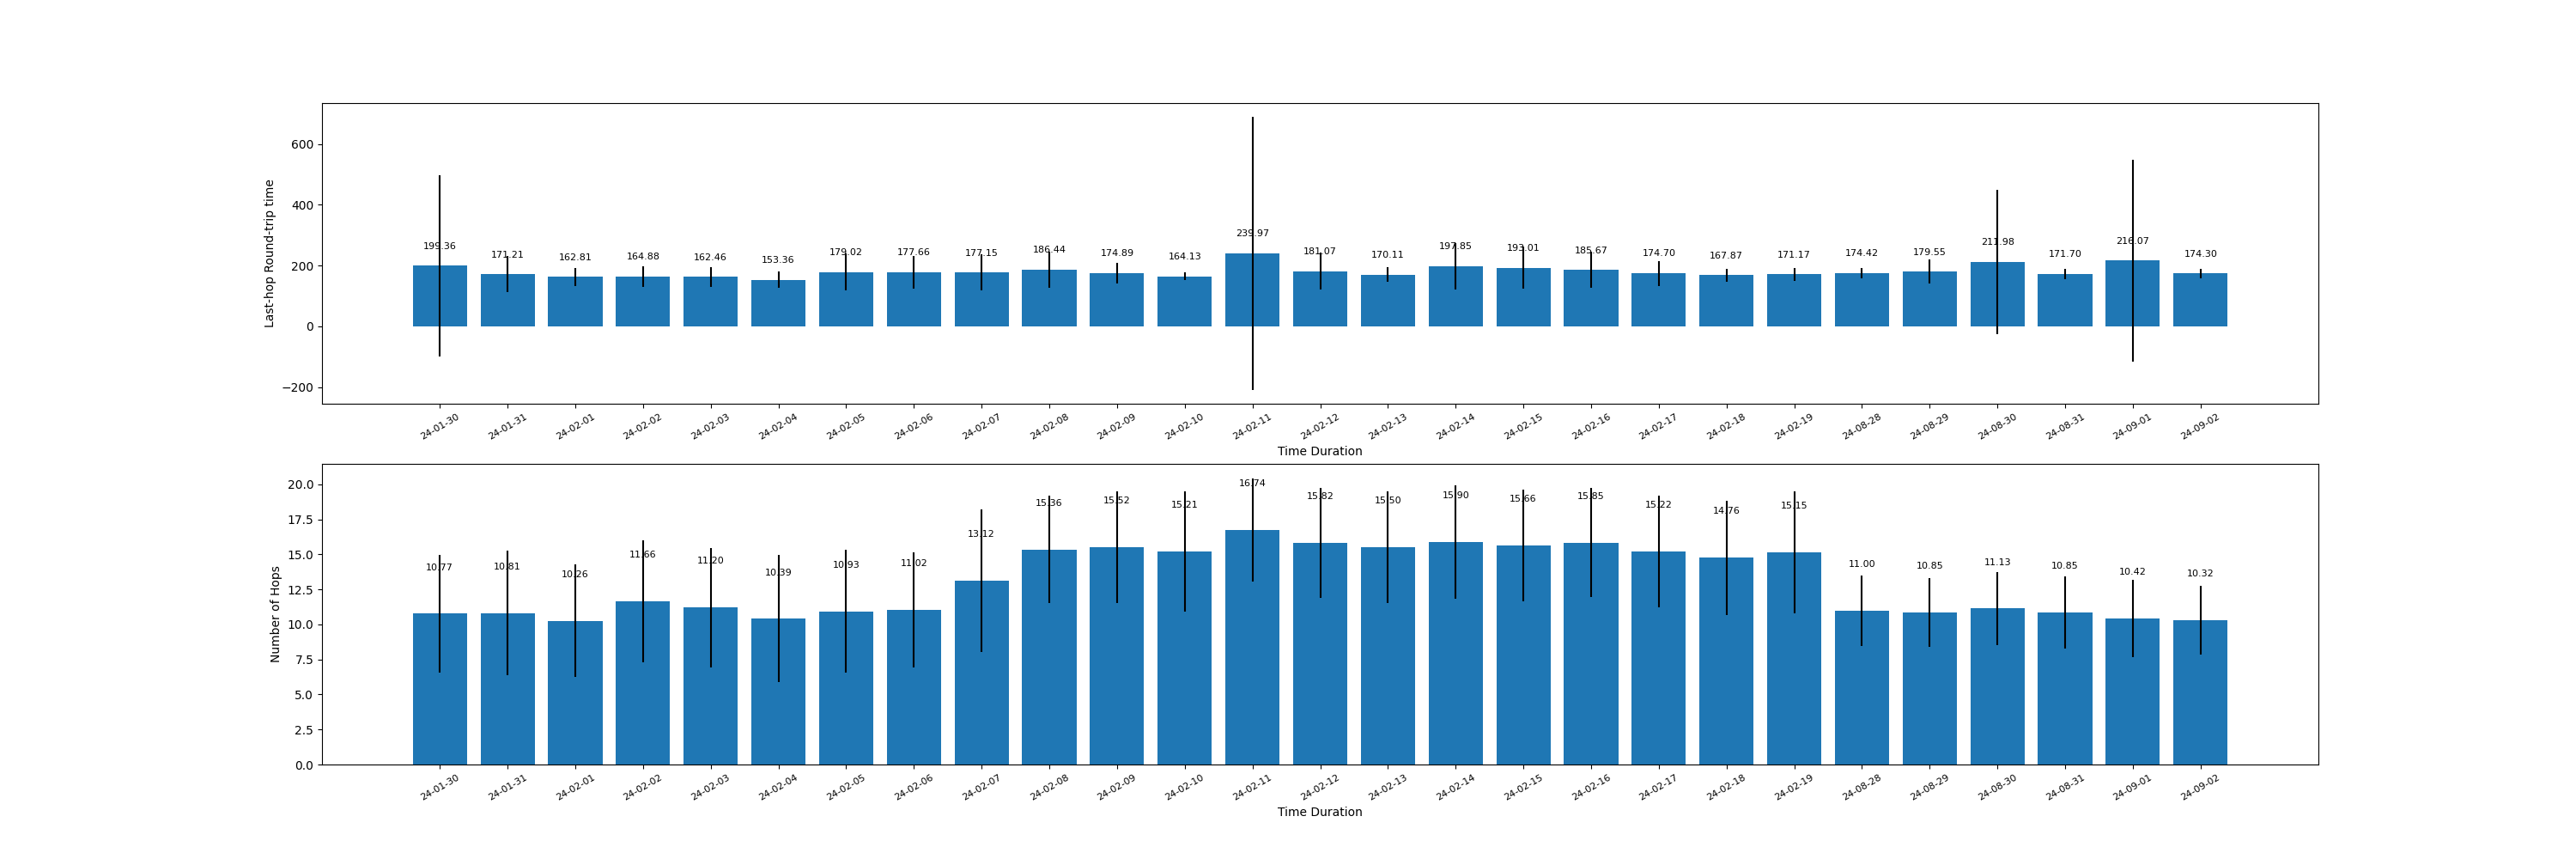 Last-hop Round-trip time
600
400
200
0
−200
199.36 171.21 162.81 164.88 162.46 153.36 179.02 177.66 177.15 186.44 174.89 164.13 239.97 181.07 170.11 197.85 193.01 185.67 174.70 167.87 171.17 174.42 179.55 211.98 171.70 216.07 174.30
24-01-30 24-01-31 24-02-01 24-02-02 24-02-03 24-02-04 24-02-05 24-02-06 24-02-07 24-02-08 24-02-09 24-02-10 24-02-11 24-02-12 24-02-13 24-02-14 24-02-15 24-02-16 24-02-17 24-02-18 24-02-19 24-08-28 24-08-29 24-08-30 24-08-31 24-09-01 24-09-02
Time Duration
Number of Hops
20.0
17.5
15.0
12.5
10.0
7.5
5.0
2.5
0.0
10.77 10.81 10.26 11.66 11.20 10.39 10.93 11.02 13.12 15.36 15.52 15.21 16.74 15.82 15.50 15.90 15.66 15.85 15.22 14.76 15.15 11.00 10.85 11.13 10.85 10.42 10.32
24-01-30 24-01-31 24-02-01 24-02-02 24-02-03 24-02-04 24-02-05 24-02-06 24-02-07 24-02-08 24-02-09 24-02-10 24-02-11 24-02-12 24-02-13 24-02-14 24-02-15 24-02-16 24-02-17 24-02-18 24-02-19 24-08-28 24-08-29 24-08-30 24-08-31 24-09-01 24-09-02
Time Duration